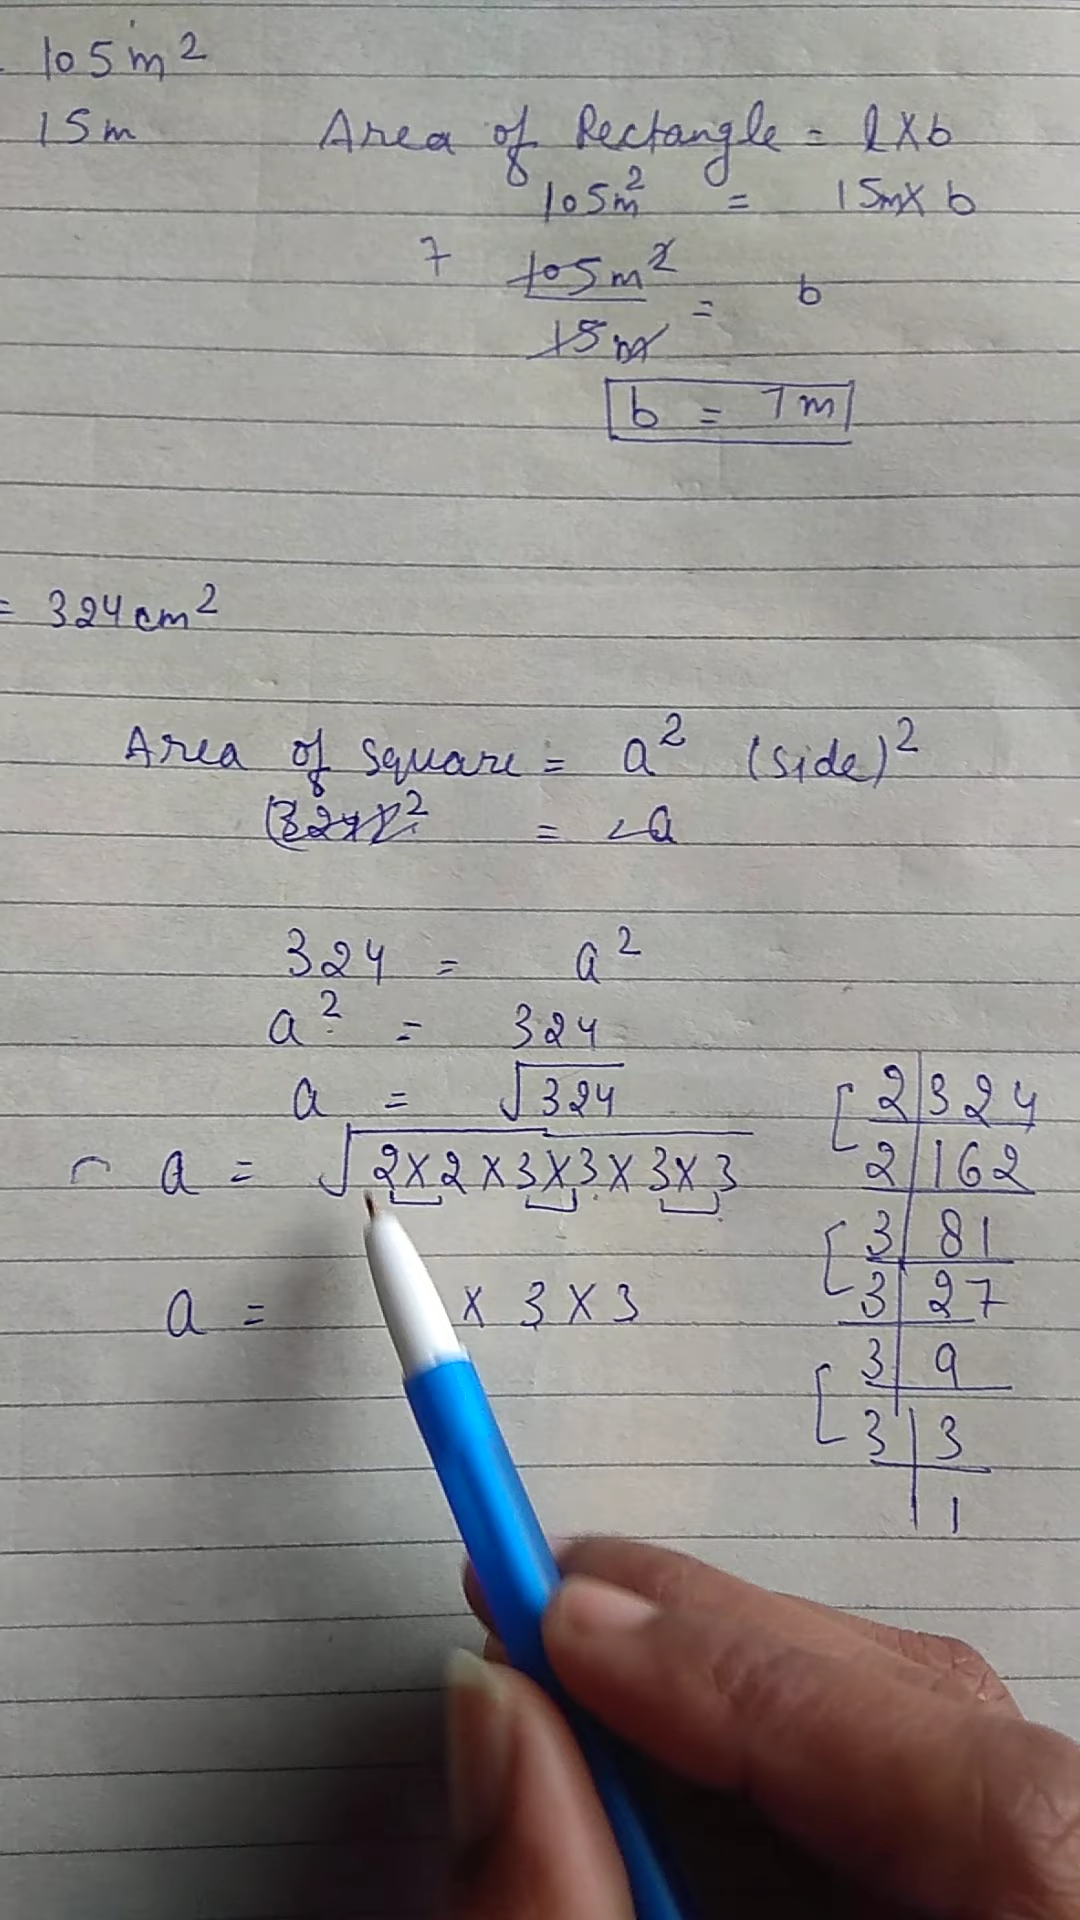 105m²
15m
Area of Rectangle = l×b
105m² = 15m× b
7 105m² = b
15m
b = 7m
= 324cm²
Area of square = a² (side)²
= a
324 = a²
a² = 324
a = √324
a = √2×2×3×3×3×3
a = × 3×3
2|324
2|162
3|81
3|27
3|9
3|3
|1